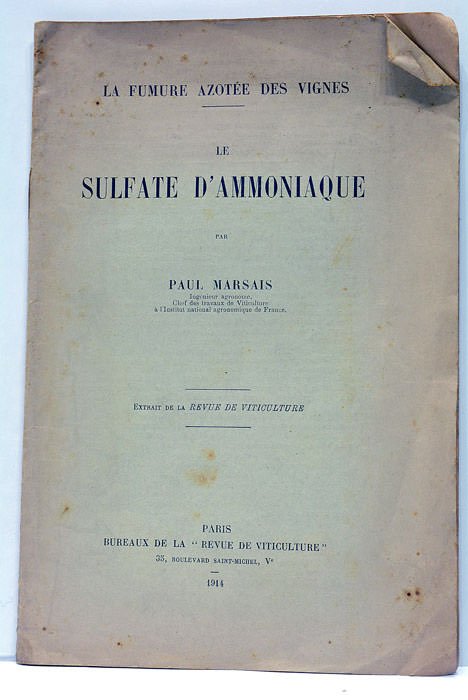 LA FUMURE AZOTÉE DES VIGNES
LE
SULFATE D'AMMONIAQUE
PAR
PAUL MARSAIS
Ingénieur agronome,
Chef des travaux de Viticulture
à l'Institut national agronomique de France.
EXTRAIT DE LA REVUE DE VITICULTURE
PARIS
BUREAUX DE LA "REVUE DE VITICULTURE"
35, BOULEVARD SAINT-MICHEL, Ve
1914